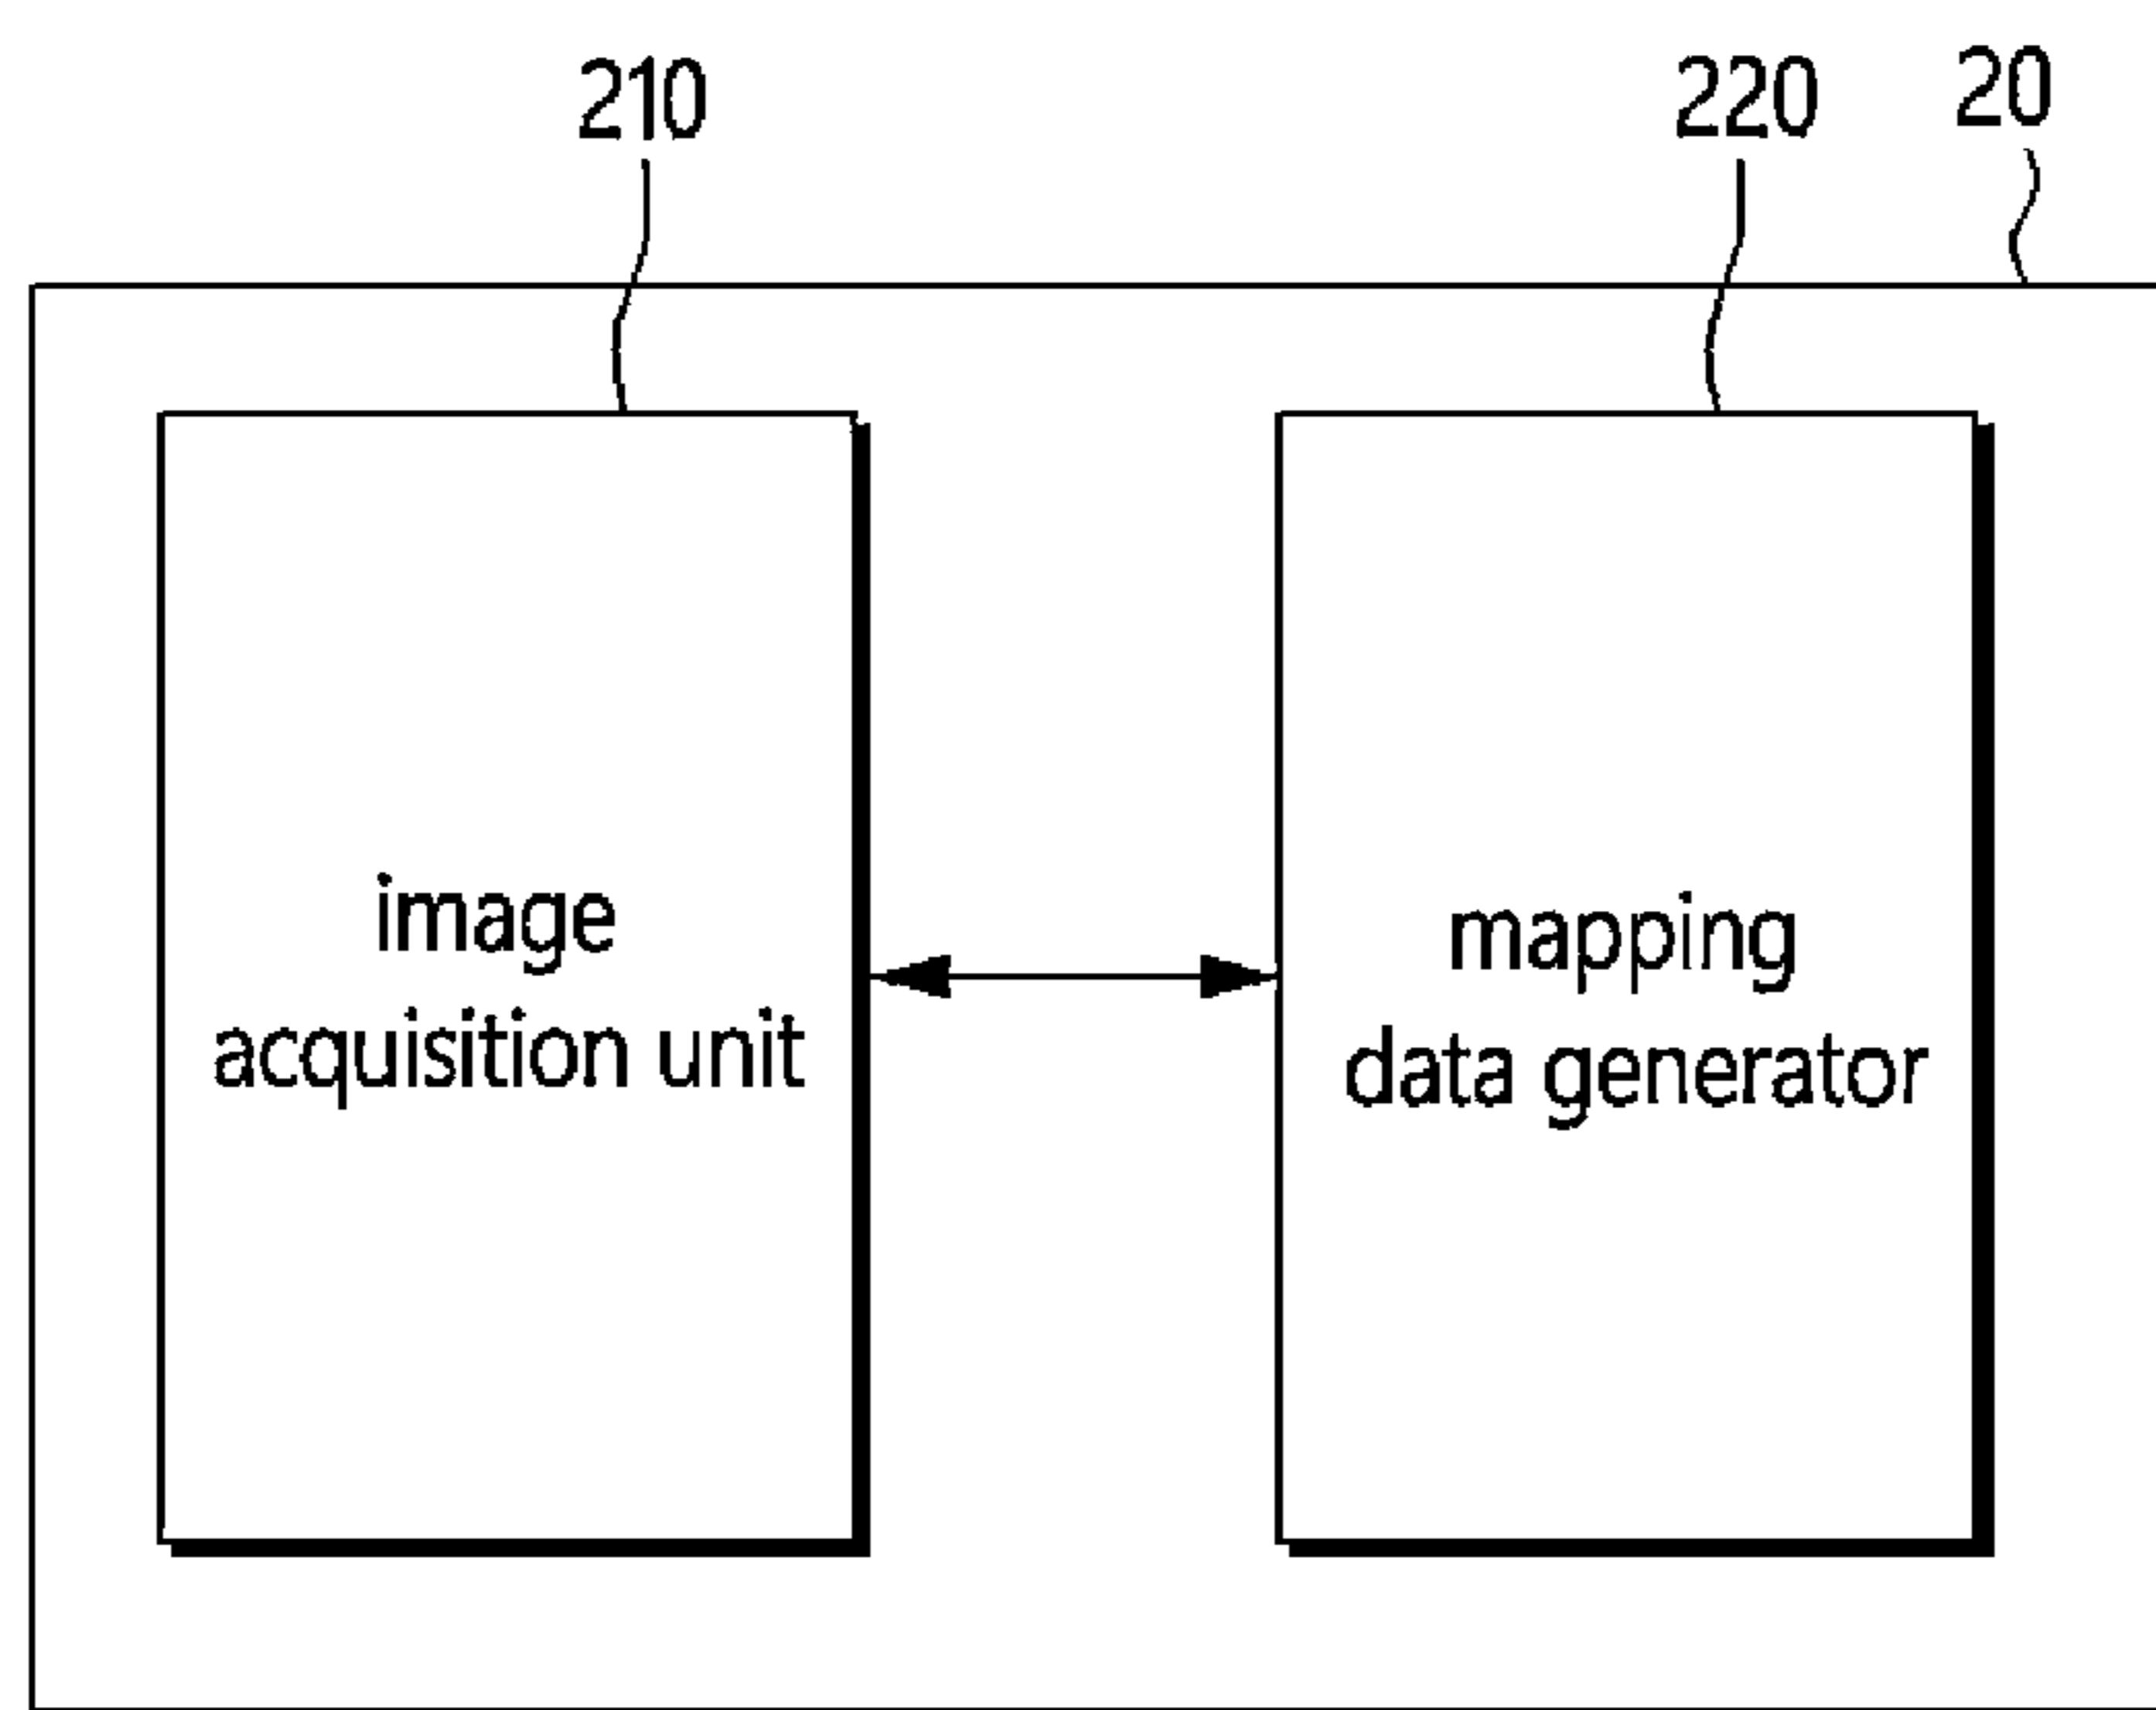 210
220
20
image
acquisition unit
mapping
data generator